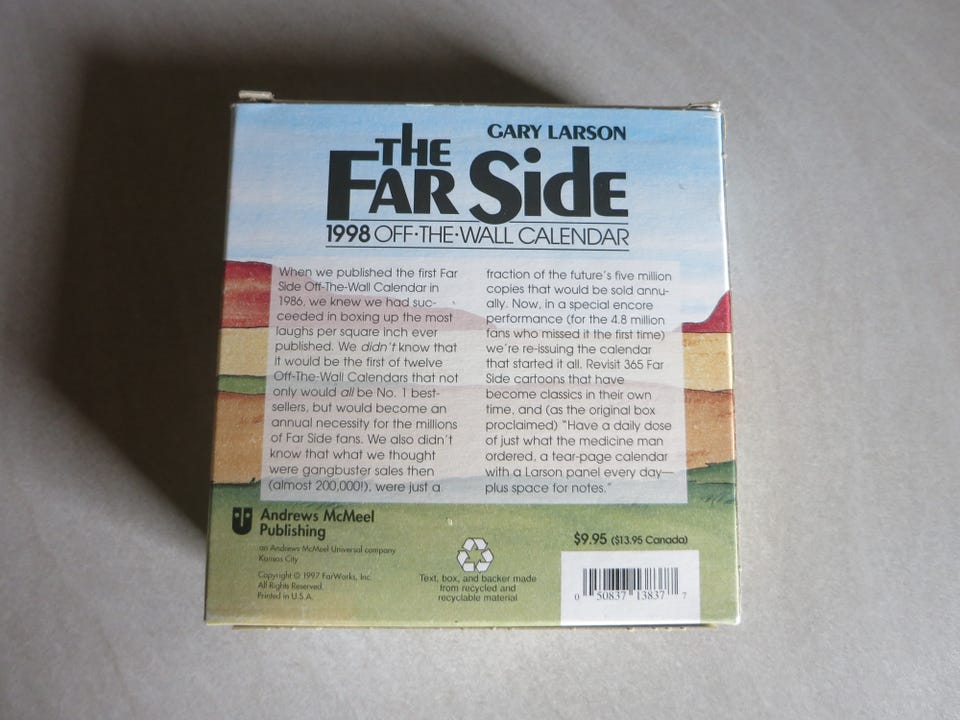 GARY LARSON
THE
FAR SiDE
1998 OFF·THE·WALL CALENDAR
When we published the first Far
Side Off-The-Wall Calendar in
1986, we knew we had suc-
ceeded in boxing up the most
laughs per square inch ever
published. We didn't know that
it would be the first of twelve
Off-The-Wall Calendars that not
only would all be No. 1 best-
sellers, but would become an
annual necessity for the millions
of Far Side fans. We also didn't
know that what we thought
were gangbuster sales then
(almost 200,000!), were just a
fraction of the future's five million
copies that would be sold annu-
ally. Now, in a special encore
performance (for the 4.8 million
fans who missed it the first time)
we're re-issuing the calendar
that started it all. Revisit 365 Far
Side cartoons that have
become classics in their own
time, and (as the original box
proclaimed) "Have a daily dose
of just what the medicine man
ordered, a tear-page calendar
with a Larson panel every day—
plus space for notes."
Andrews McMeel
Publishing
an Andrews McMeel Universal company
Kansas City
Copyright © 1997 FarWorks, Inc.
All Rights Reserved.
Printed in U.S.A.
Text, box, and backer made
from recycled and
recyclable material
$9.95 ($13.95 Canada)
0 50837 13837 7